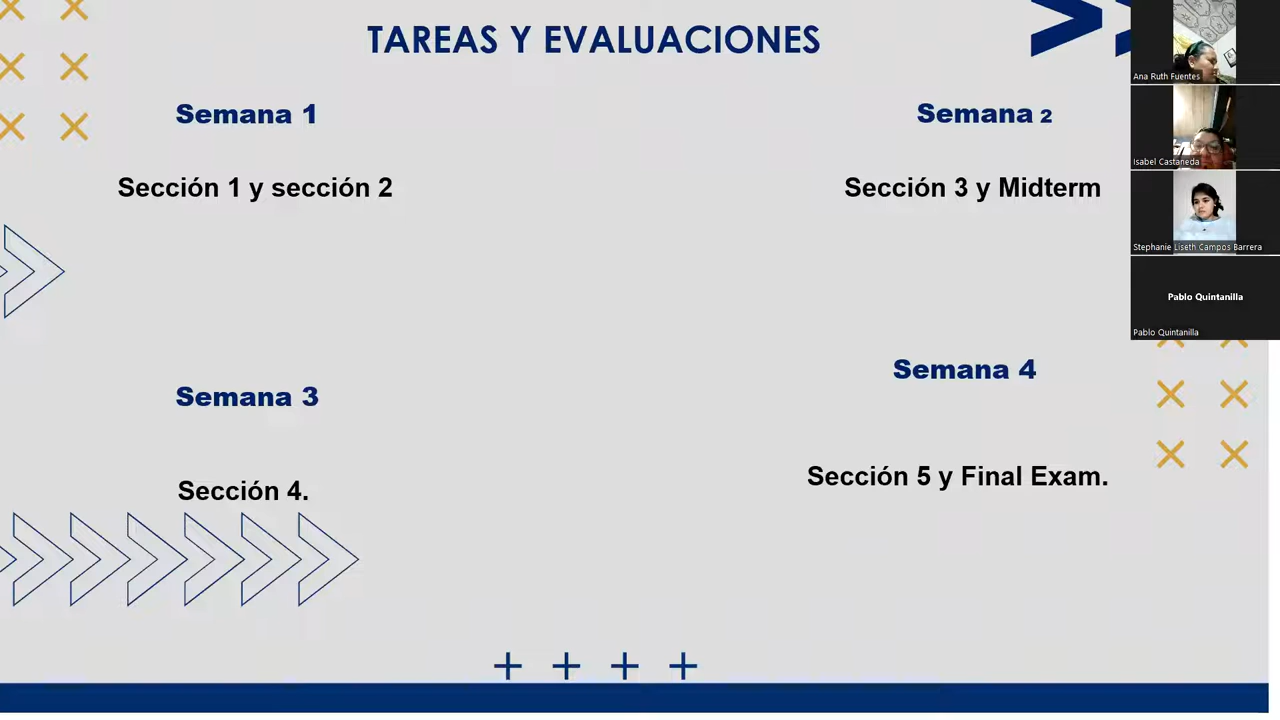 TAREAS Y EVALUACIONES
Semana 1
Sección 1 y sección 2
Semana 2
Sección 3 y Midterm
Semana 3
Sección 4.
Semana 4
Sección 5 y Final Exam.
Ana Ruth Fuentes
Isabel Castaneda
Stephanie Liseth Campos Barrera
Pablo Quintanilla
Pablo Quintanilla